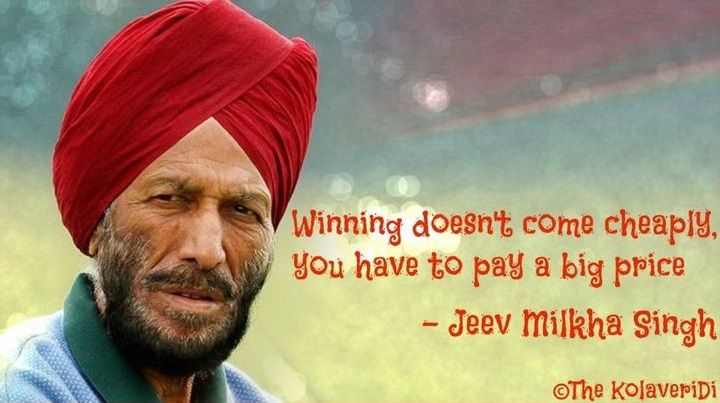 Winning doesn't come cheaply,
you have to pay a big price
- Jeev Milkha Singh
©The KolaveriDi